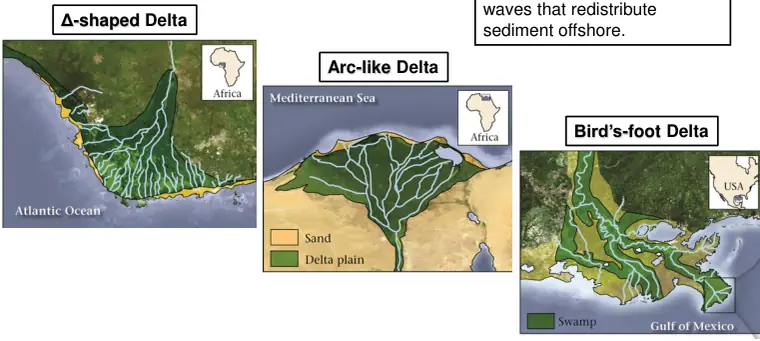 waves that redistribute
sediment offshore.
Δ-shaped Delta
Africa
Atlantic Ocean
Arc-like Delta
Mediterranean Sea
Africa
Sand
Delta plain
Bird’s-foot Delta
USA
Swamp
Gulf of Mexico